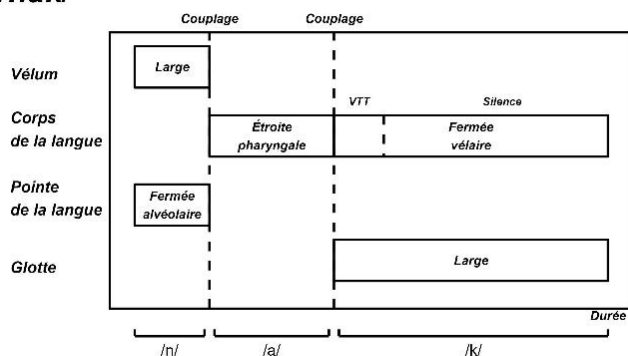 Couplage Couplage
Vélum Large
VTT Silence
Corps
de la langue
Étroite
pharyngale
Fermée
vélaire
Pointe
de la langue
Fermée
alvéolaire
Glotte Large
Durée
/n/ /a/ /k/